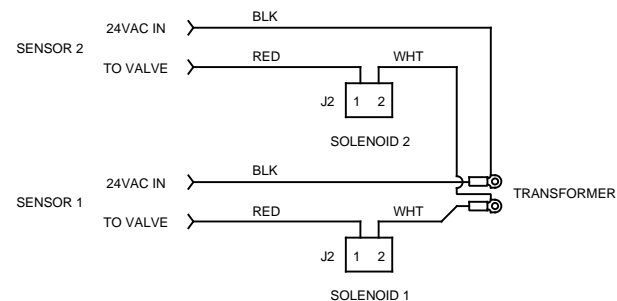 BLK
24VAC IN
SENSOR 2
RED WHT
TO VALVE
J2 1 2
SOLENOID 2
BLK
24VAC IN
TRANSFORMER
SENSOR 1
RED WHT
TO VALVE
J2 1 2
SOLENOID 1